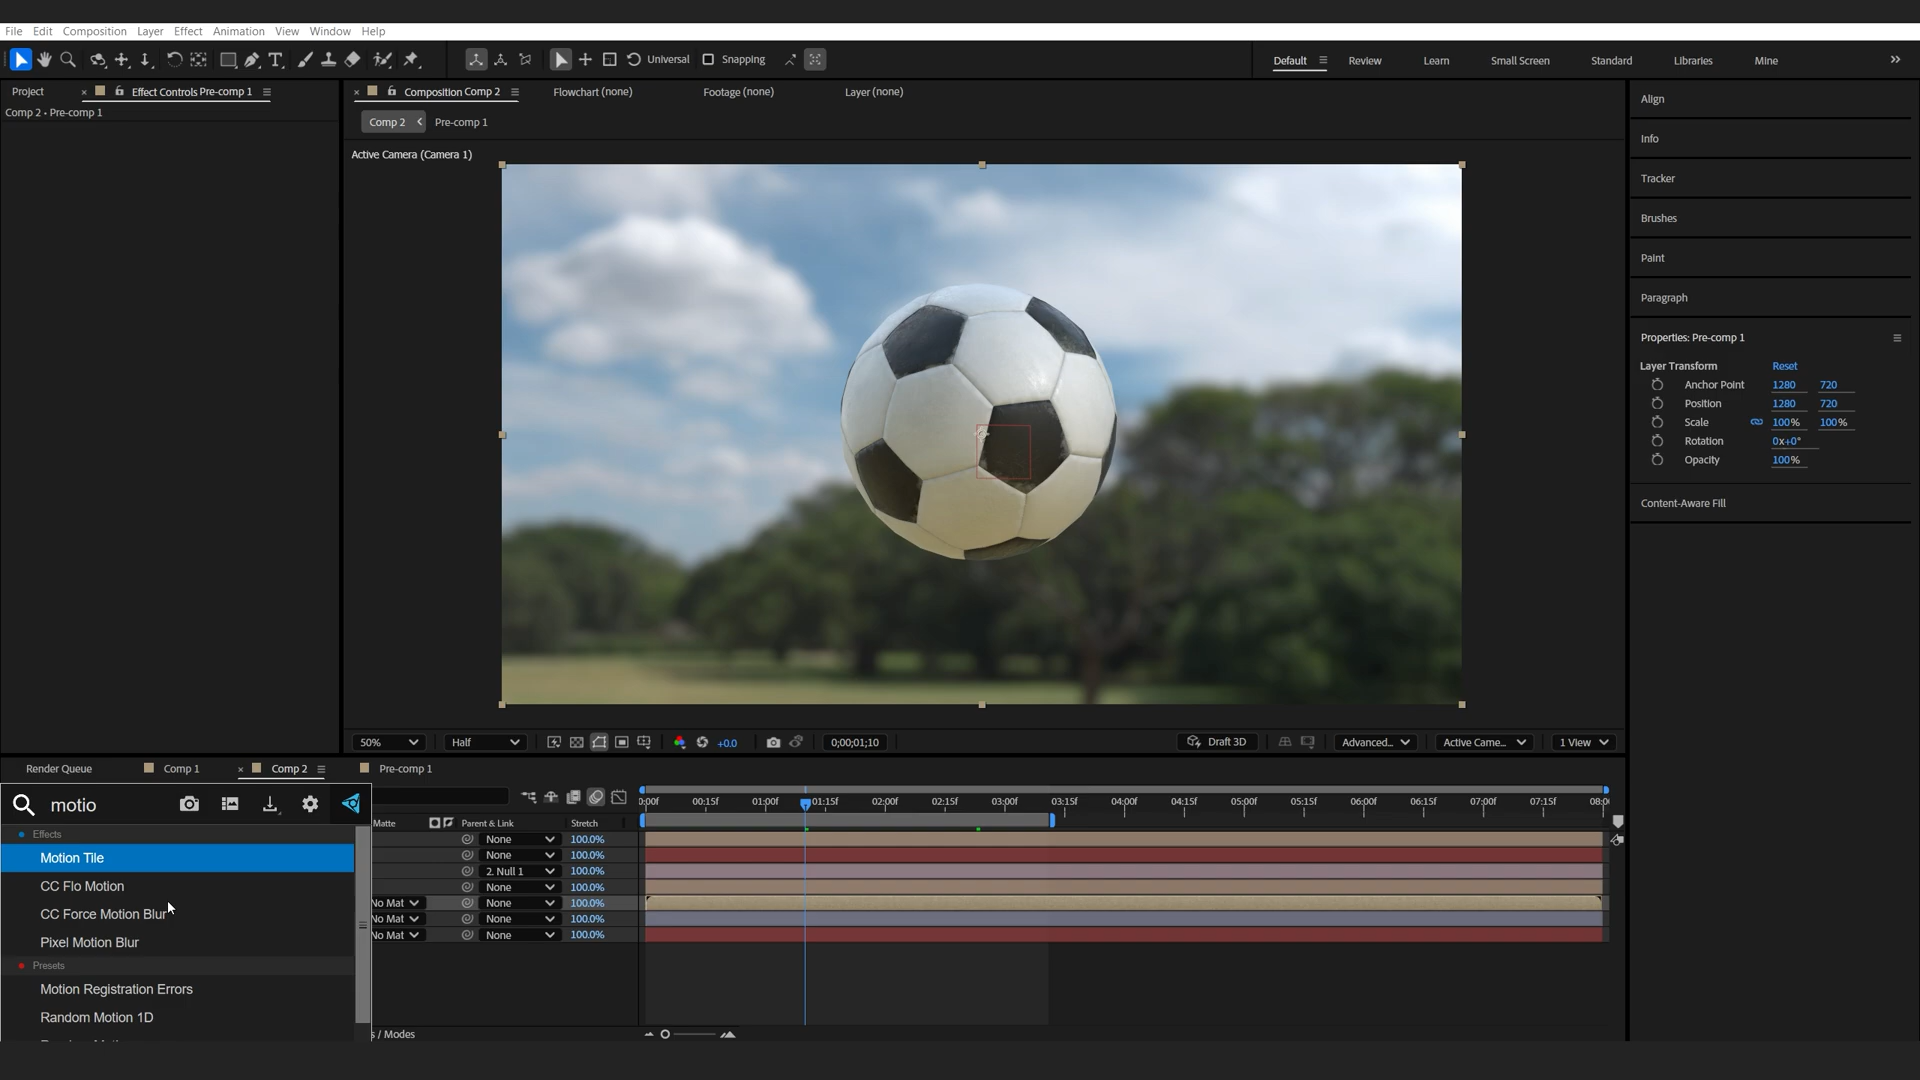 File Edit Composition Layer Effect Animation View Window Help
Universal Snapping Default Review Learn Small Screen Standard Libraries Mine
Project Effect Controls Pre-comp 1
Comp 2 • Pre-comp 1
Composition Comp 2 Flowchart (none) Footage (none) Layer (none)
Comp 2 Pre-comp 1
Active Camera (Camera 1)
Align
Info
Tracker
Brushes
Paint
Paragraph
Properties: Pre-comp 1
Layer Transform Reset
Anchor Point 1280 720
Position 1280 720
Scale 100% 100%
Rotation 0x+0°
Opacity 100%
Content-Aware Fill
50% Half +0.0 0;00;01;10 Draft 3D Advanced... Active Came... 1 View
Render Queue Comp 1 Comp 2 Pre-comp 1
motio
Effects
Motion Tile
CC Flo Motion
CC Force Motion Blur
Pixel Motion Blur
Presets
Motion Registration Errors
Random Motion 1D
:00f 00:15f 01:00f 01:15f 02:00f 02:15f 03:00f 03:15f 04:00f 04:15f 05:00f 05:15f 06:00f 06:15f 07:00f 07:15f 08:0
Matte Parent & Link Stretch
None 100.0%
None 100.0%
2. Null 1 100.0%
None 100.0%
No Mat None 100.0%
No Mat None 100.0%
No Mat None 100.0%
s / Modes